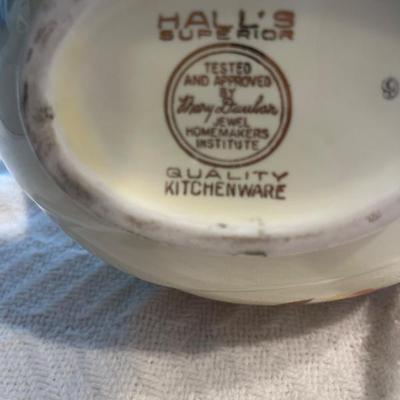 HALL'S
SUPERIOR
TESTED
AND APPROVED
BY
Mary Dunbar
JEWEL
HOMEMAKERS
INSTITUTE
QUALITY
KITCHENWARE